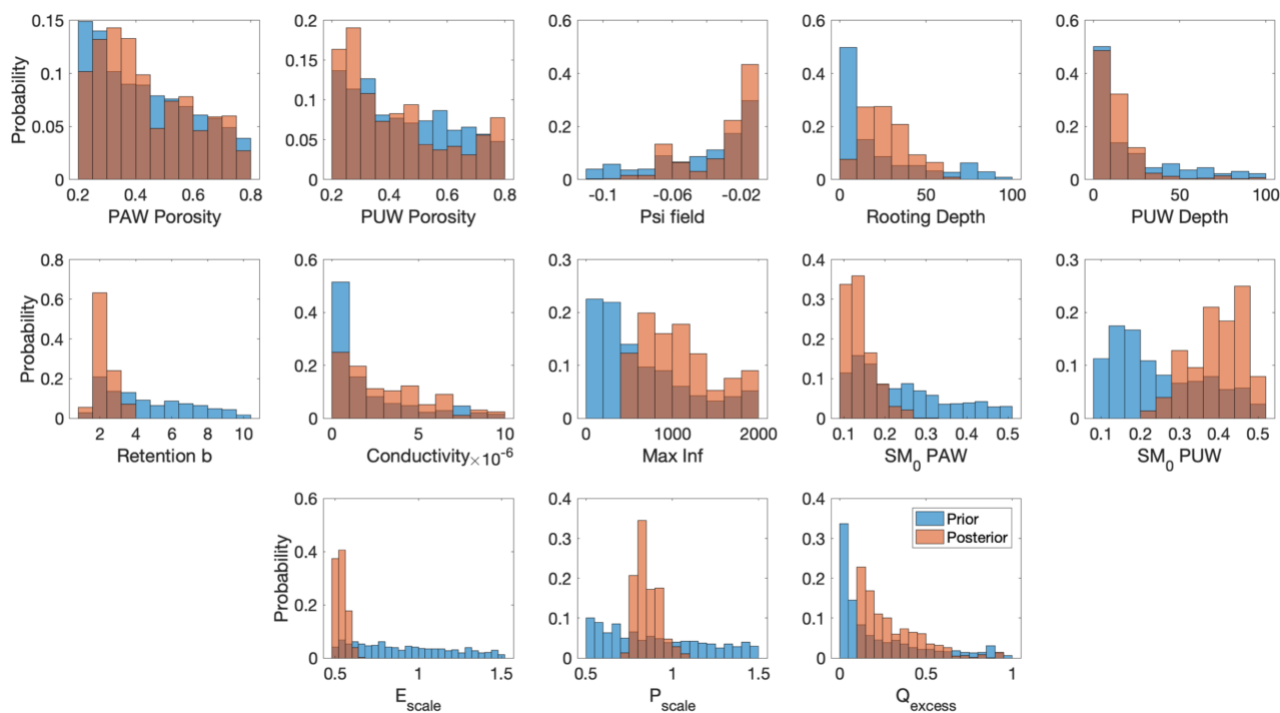 Probability
0.15
0.1
0.05
0
0.2 0.4 0.6 0.8
PAW Porosity
0.2
0.15
0.1
0.05
0
0.2 0.4 0.6 0.8
PUW Porosity
0.6
0.4
0.2
0
-0.1 -0.06 -0.02
Psi field
0.6
0.4
0.2
0
0 50 100
Rooting Depth
0.6
0.4
0.2
0
0 50 100
PUW Depth
Probability
0.8
0.6
0.4
0.2
0
2 4 6 8 10
Retention b
0.6
0.4
0.2
0
0 5 10
Conductivity×10-6
0.3
0.2
0.1
0
0 1000 2000
Max Inf
0.4
0.3
0.2
0.1
0
0.1 0.2 0.3 0.4 0.5
SM0 PAW
0.3
0.2
0.1
0
0.1 0.2 0.3 0.4 0.5
SM0 PUW
Probability
0.6
0.4
0.2
0
0.5 1 1.5
Escale
0.4
0.3
0.2
0.1
0
0.5 1 1.5
Pscale
0.4
0.3
0.2
0.1
0
0 0.5 1
Qexcess
Prior
Posterior